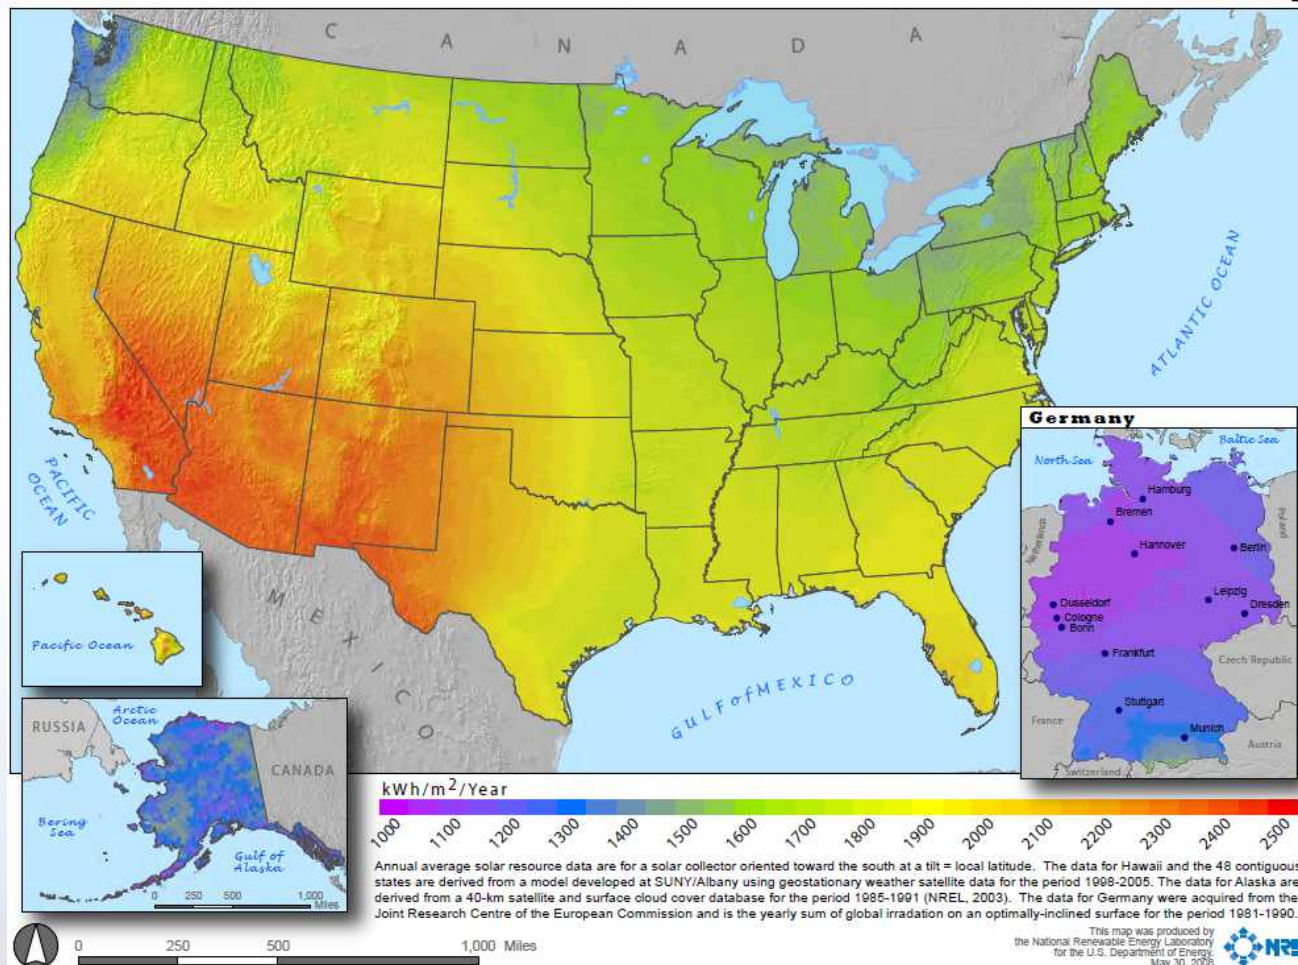 C A N A D A
ATLANTIC OCEAN
PACIFIC
OCEAN
MEXICO
GULF of MEXICO
Germany
Baltic Sea
North Sea
Hamburg
Bremen
Netherlands
Poland
Hannover
Berlin
Leipzig
Dusseldorf
Dresden
Cologne
Bonn
Frankfurt
Czech Republic
Stuttgart
France
Munich
Austria
Switzerland
Pacific Ocean
Arctic
Ocean
RUSSIA
CANADA
Bering
Sea
Gulf of
Alaska
0 250 500 1,000
Miles
kWh/m2/Year
1000 1100 1200 1300 1400 1500 1600 1700 1800 1900 2000 2100 2200 2300 2400 2500
Annual average solar resource data are for a solar collector oriented toward the south at a tilt = local latitude. The data for Hawaii and the 48 contiguous
states are derived from a model developed at SUNY/Albany using geostationary weather satellite data for the period 1998-2005. The data for Alaska are
derived from a 40-km satellite and surface cloud cover database for the period 1985-1991 (NREL, 2003). The data for Germany were acquired from the
Joint Research Centre of the European Commission and is the yearly sum of global irradation on an optimally-inclined surface for the period 1981-1990.
0 250 500 1,000 Miles
This map was produced by
the National Renewable Energy Laboratory
for the U.S. Department of Energy.
May 30, 2008